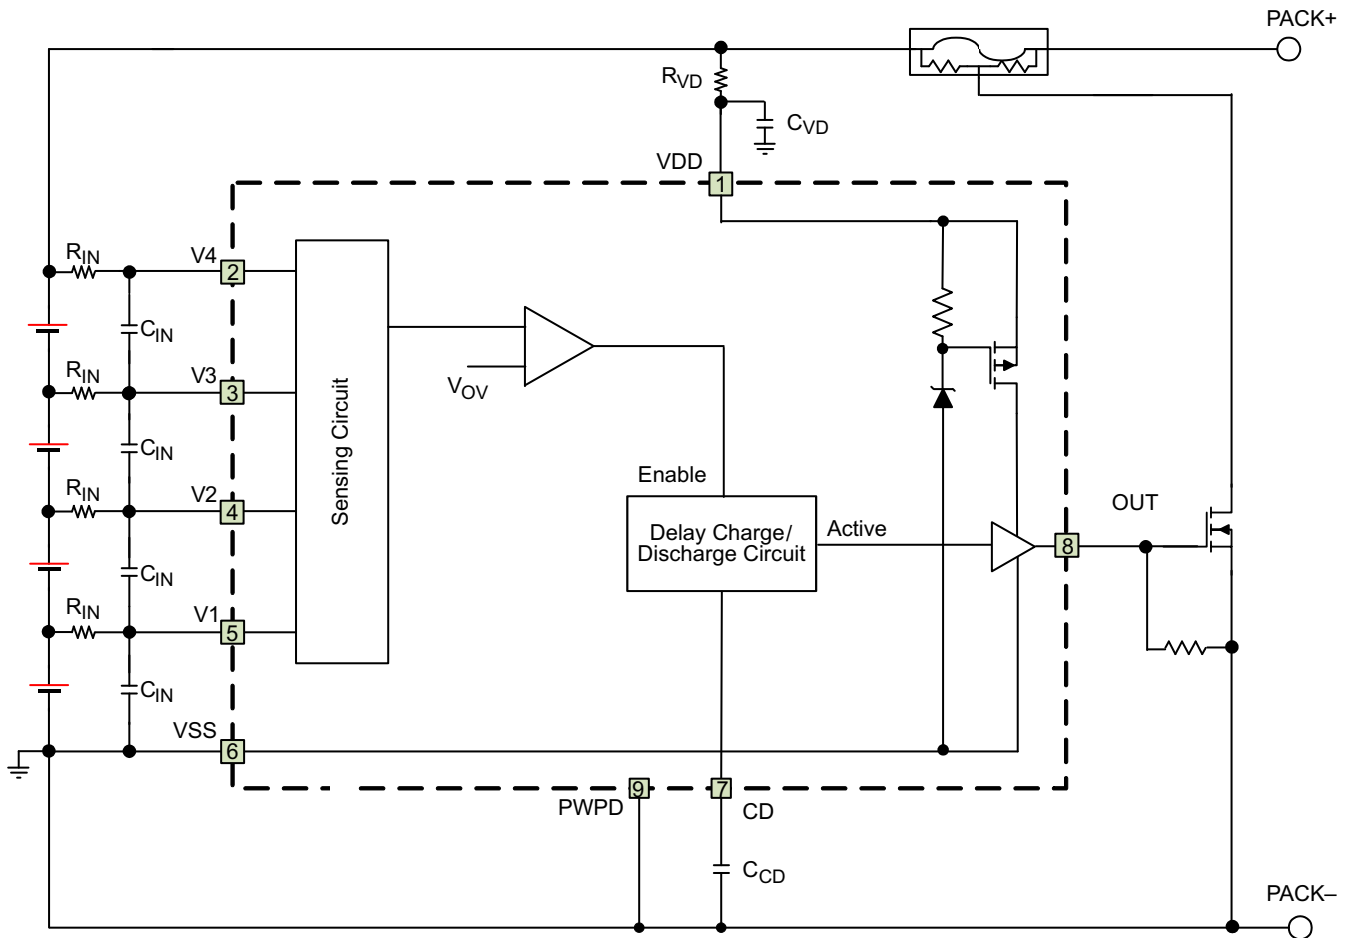 PACK+
RVD
CVD
VDD
1
RIN
V4
2
CIN
RIN
V3
3
VOV
CIN
Sensing Circuit
Enable
RIN
V2
4
OUT
Delay Charge/
Discharge Circuit
Active
8
CIN
RIN
V1
5
CIN
VSS
6
PWPD
9
7
CD
CCD
PACK–